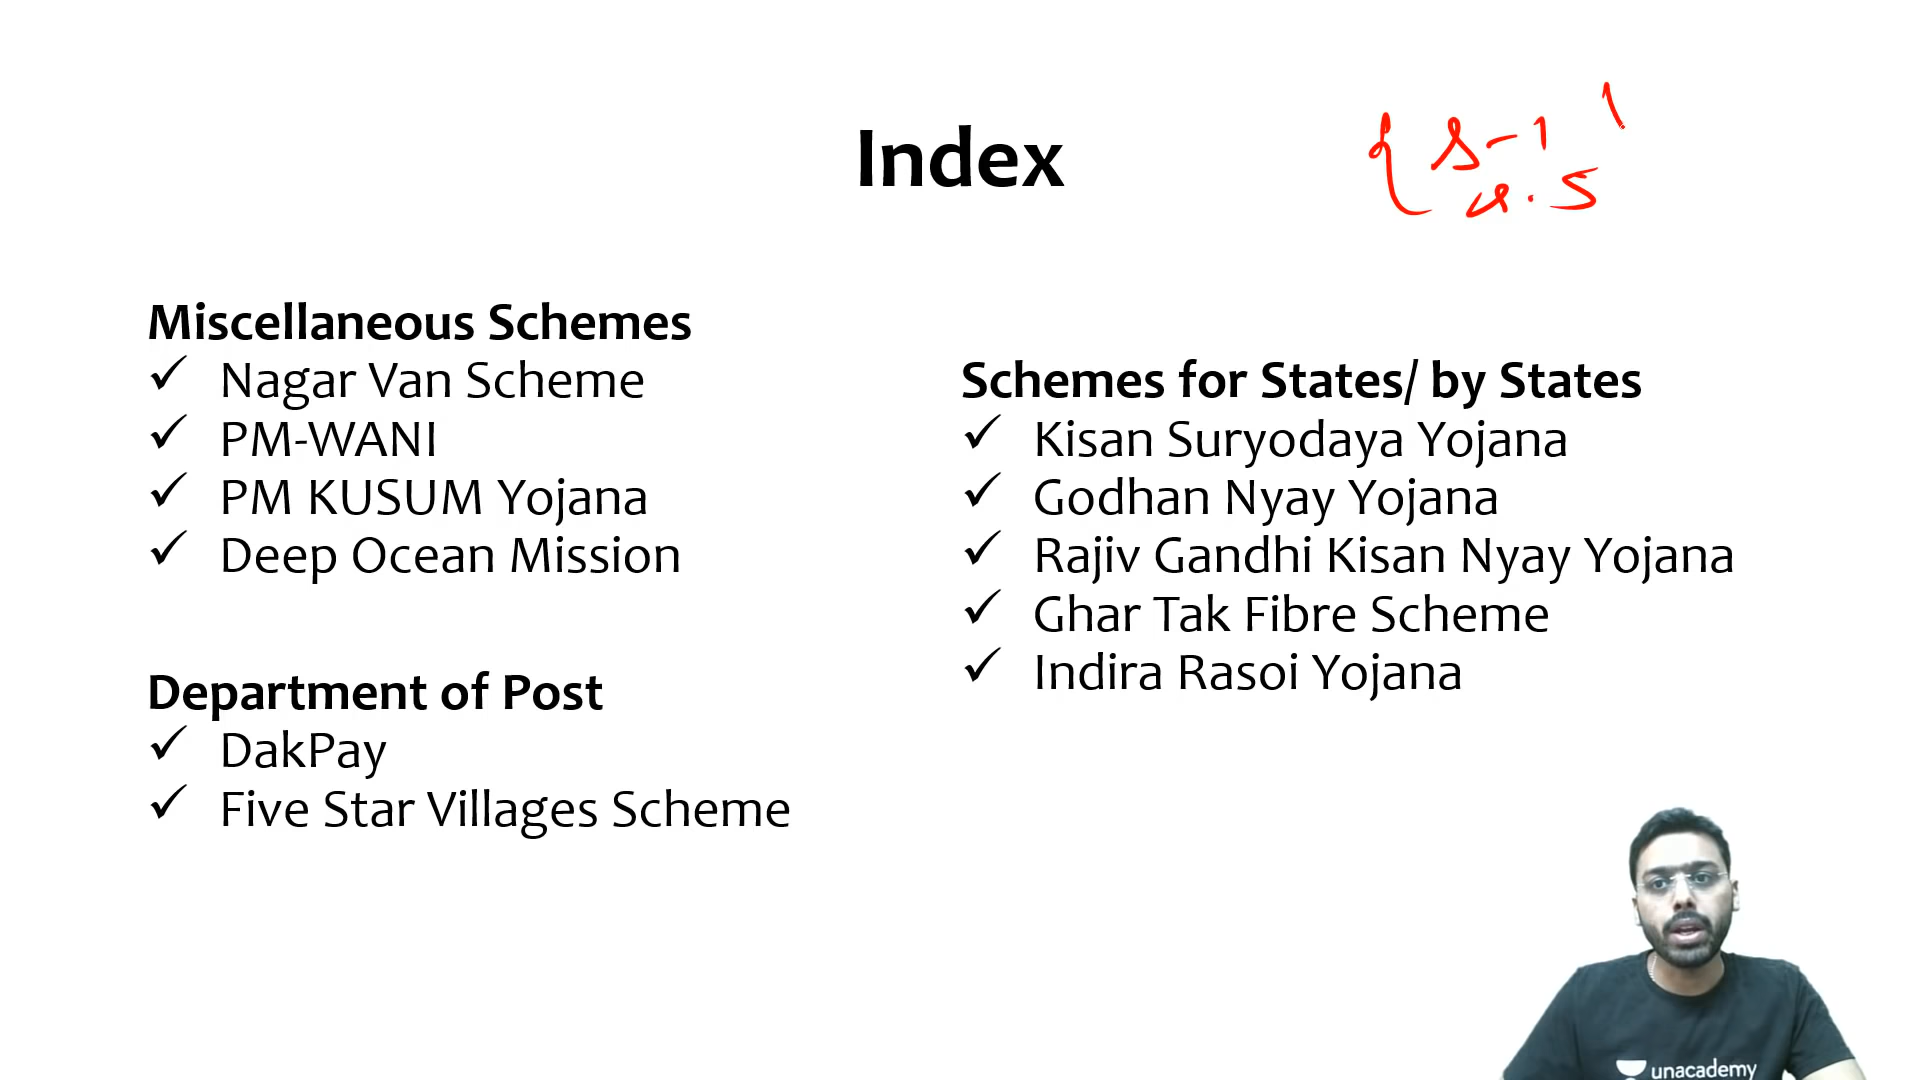 Index
{ S-1
Miscellaneous Schemes
✓ Nagar Van Scheme
✓ PM-WANI
✓ PM KUSUM Yojana
✓ Deep Ocean Mission
Department of Post
✓ DakPay
✓ Five Star Villages Scheme
Schemes for States/ by States
✓ Kisan Suryodaya Yojana
✓ Godhan Nyay Yojana
✓ Rajiv Gandhi Kisan Nyay Yojana
✓ Ghar Tak Fibre Scheme
✓ Indira Rasoi Yojana
unacademy